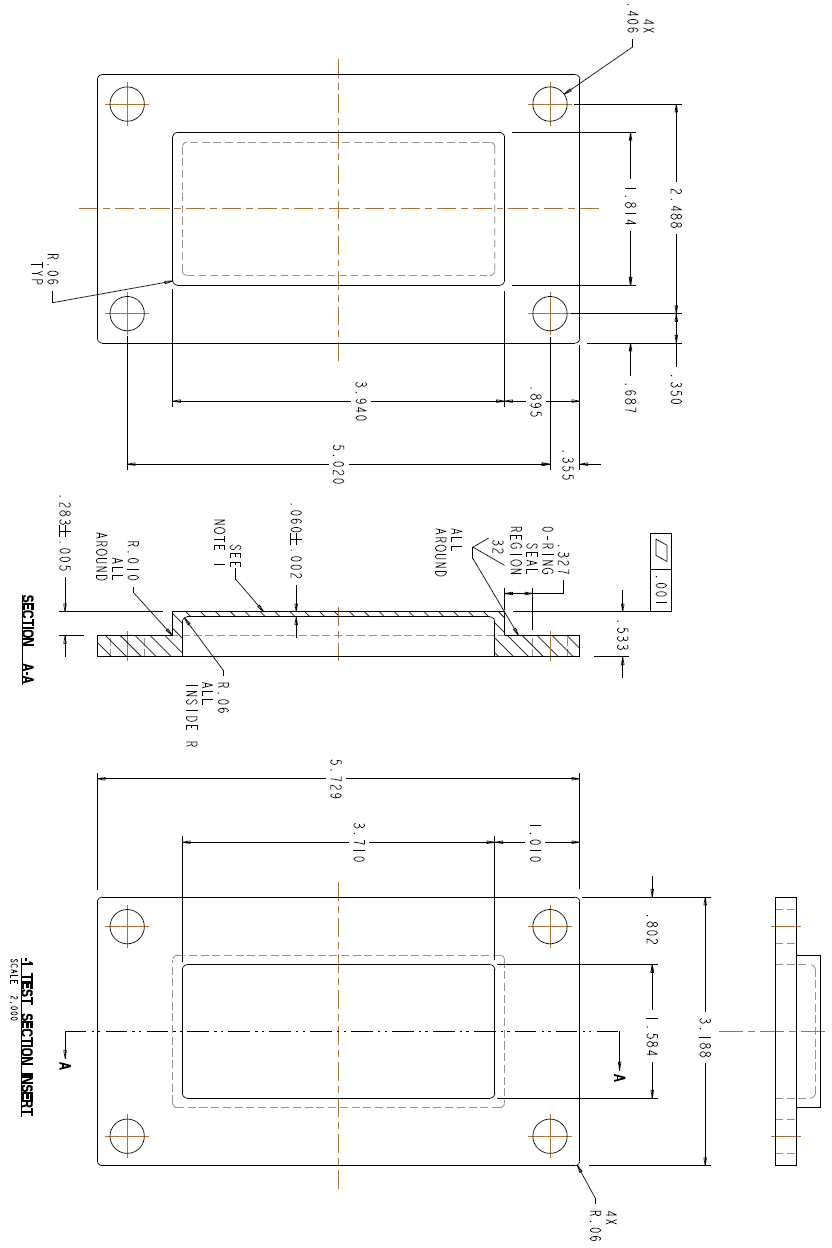 4X
.406
2.488
1.814
.350
.687
.895
3.940
.355
5.020
R.06
TYP
.001
.533
.327
O-RING
SEAL
REGION
32
ALL
AROUND
.060±.002
SEE
NOTE 1
R.010
ALL
AROUND
.283±.005
R.06
ALL
INSIDE R
SECTION A-A
5.729
3.710
1.010
.802
1.584
3.188
A
A
4X
R.06
-1 TEST SECTION INSERT
SCALE 2.000